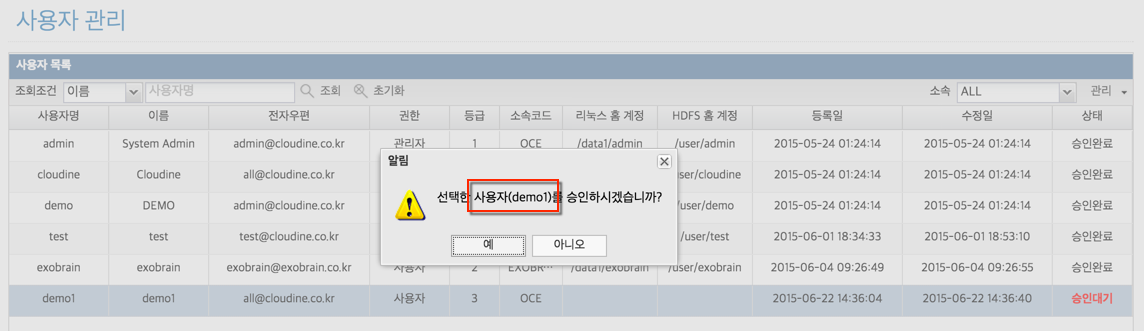 사용자 관리
사용자 목록
조회조건 이름 사용자명 조회 초기화 소속 ALL 관리
사용자명 이름 전자우편 권한 등급 소속코드 리눅스 홈 계정 HDFS 홈 계정 등록일 수정일 상태
admin System Admin admin@cloudine.co.kr 관리자 1 OCE /data1/admin /user/admin 2015-05-24 01:24:14 2015-05-24 01:24:14 승인완료
알림
cloudine Cloudine all@cloudine.co.kr user/cloudine 2015-05-24 01:24:14 2015-05-24 01:24:14 승인완료
선택한 사용자(demo1)를 승인하시겠습니까?
demo DEMO admin@cloudine.co.kr /user/demo 2015-05-24 01:24:14 2015-05-24 01:24:14 승인완료
test test test@cloudine.co.kr /user/test 2015-06-01 18:34:33 2015-06-01 18:53:10 승인완료
예 아니오
exobrain exobrain exobrain@exobrain.co.kr 사용자 2 EXOBR··· /data1/exobrain /user/exobrain 2015-06-04 09:26:49 2015-06-04 09:26:55 승인완료
demo1 demo1 all@cloudine.co.kr 사용자 3 OCE 2015-06-22 14:36:04 2015-06-22 14:36:40 승인대기